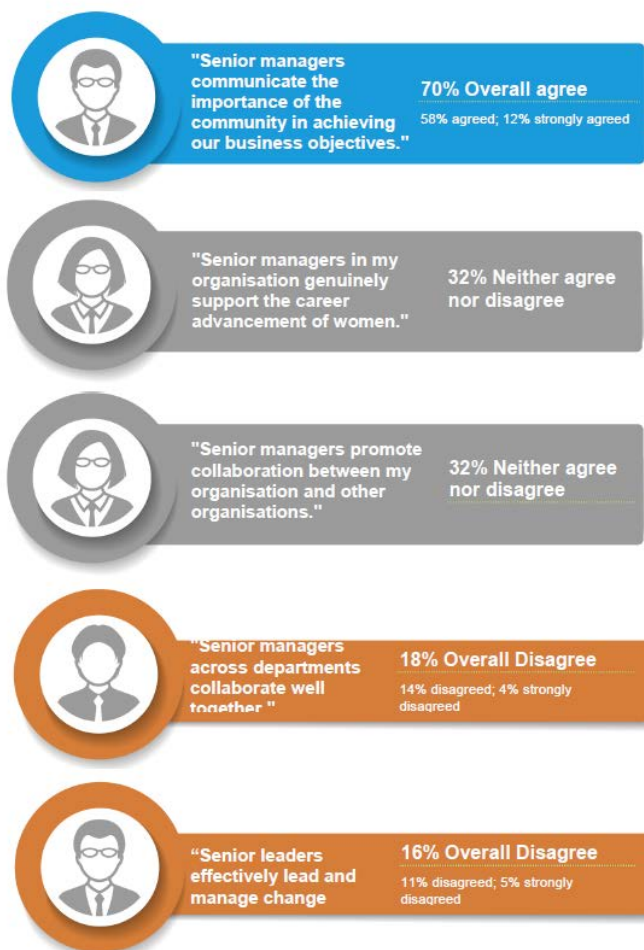 "Senior managers
communicate the
importance of the
community in achieving
our business objectives."
70% Overall agree
58% agreed; 12% strongly agreed
"Senior managers in my
organisation genuinely
support the career
advancement of women."
32% Neither agree
nor disagree
"Senior managers promote
collaboration between my
organisation and other
organisations."
32% Neither agree
nor disagree
"Senior managers
across departments
collaborate well
together."
18% Overall Disagree
14% disagreed; 4% strongly
disagreed
“Senior leaders
effectively lead and
manage change
16% Overall Disagree
11% disagreed; 5% strongly
disagreed